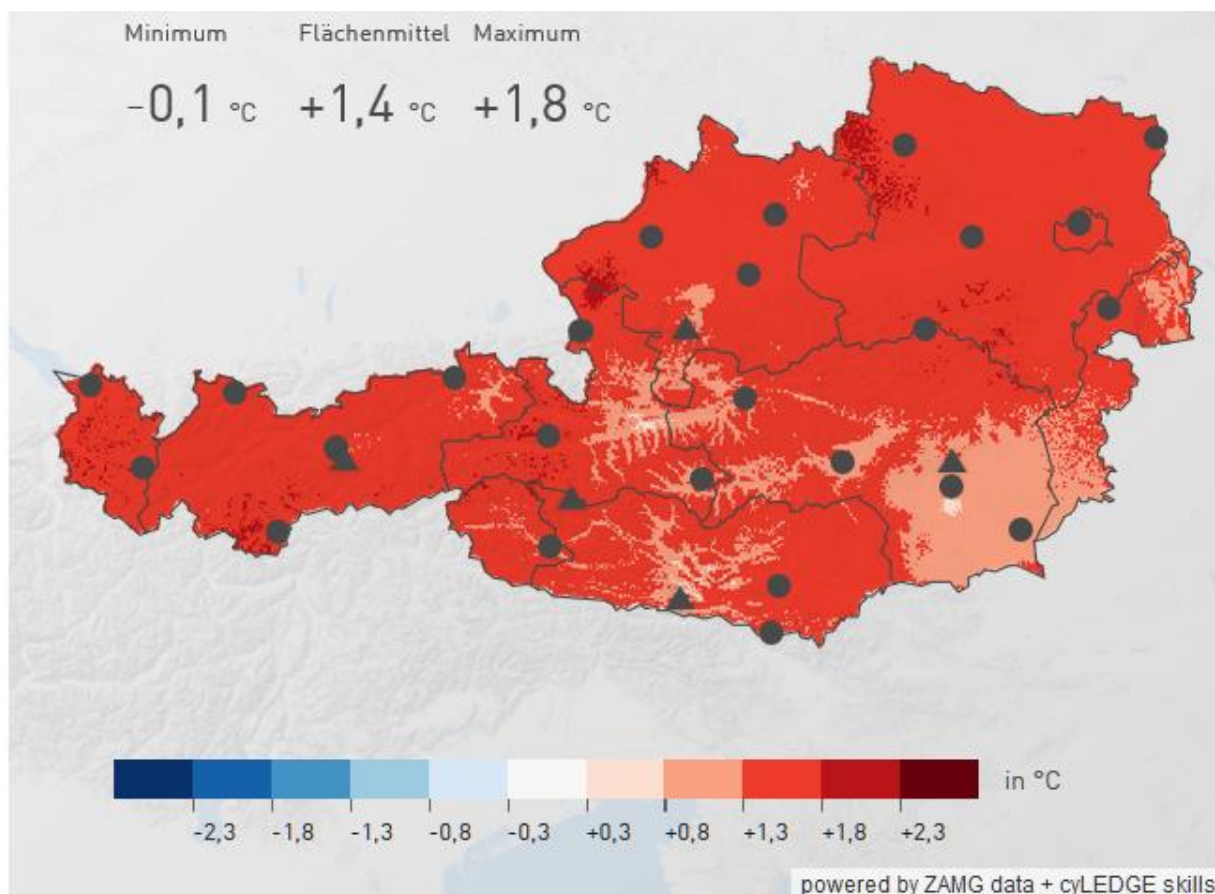 Minimum Flächenmittel Maximum
-0,1 °C +1,4 °C +1,8 °C
in °C
-2,3 -1,8 -1,3 -0,8 -0,3 +0,3 +0,8 +1,3 +1,8 +2,3
powered by ZAMG data + cyLEDGE skills